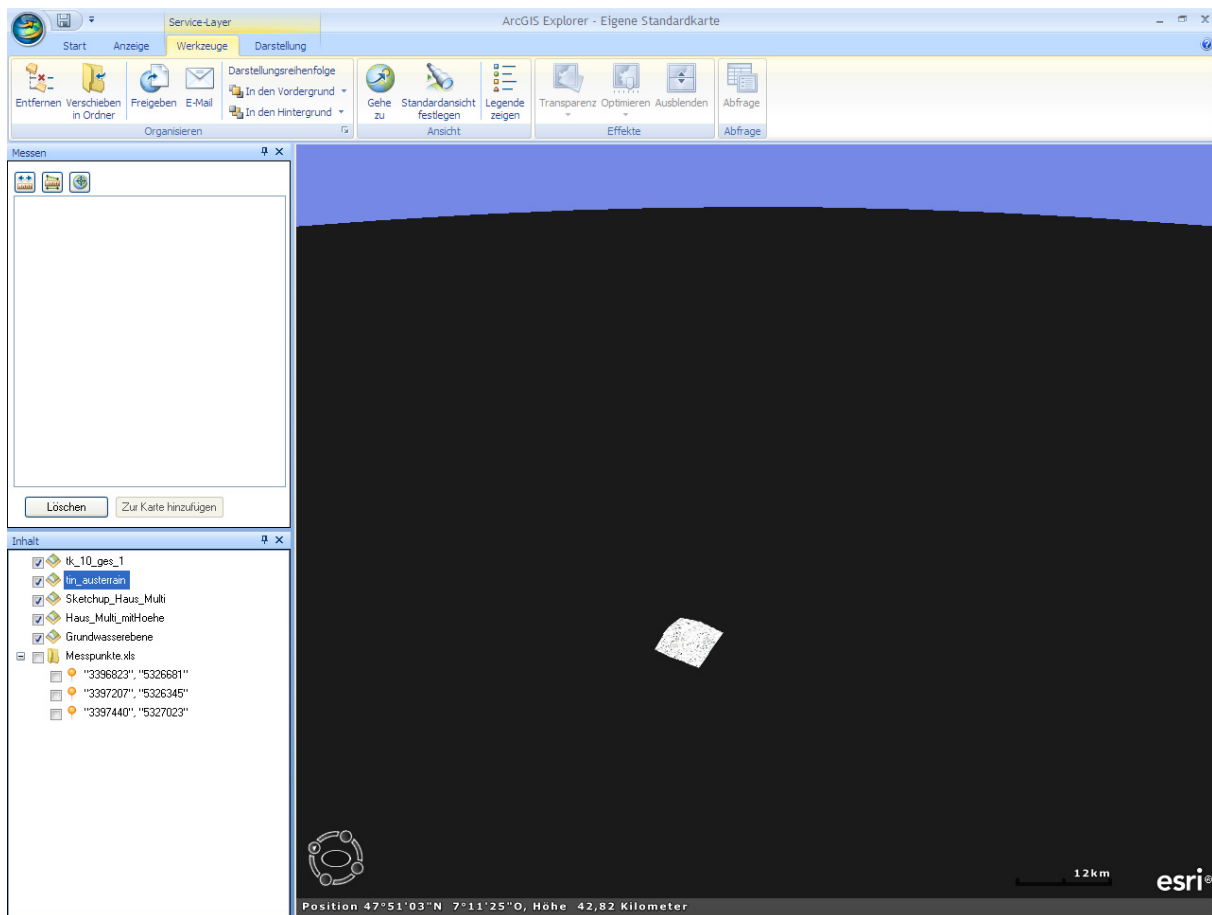 Service-Layer
ArcGIS Explorer - Eigene Standardkarte
Start Anzeige Werkzeuge Darstellung
Entfernen
Verschieben in Ordner
Freigeben
E-Mail
Darstellungsreihenfolge
In den Vordergrund
In den Hintergrund
Organisieren
Gehe zu
Standardansicht festlegen
Legende zeigen
Ansicht
Transparenz
Optimieren
Ausblenden
Effekte
Abfrage
Abfrage
Messen
Löschen
Zur Karte hinzufügen
Inhalt
tk_10_ges_1
tin_austerrain
Sketchup_Haus_Multi
Haus_Multi_mitHoehe
Grundwasserebene
Messpunkte.xls
"3396823", "5326681"
"3397207", "5326345"
"3397440", "5327023"
12km
esri®
Position 47°51'03"N 7°11'25"O, Höhe 42,82 Kilometer